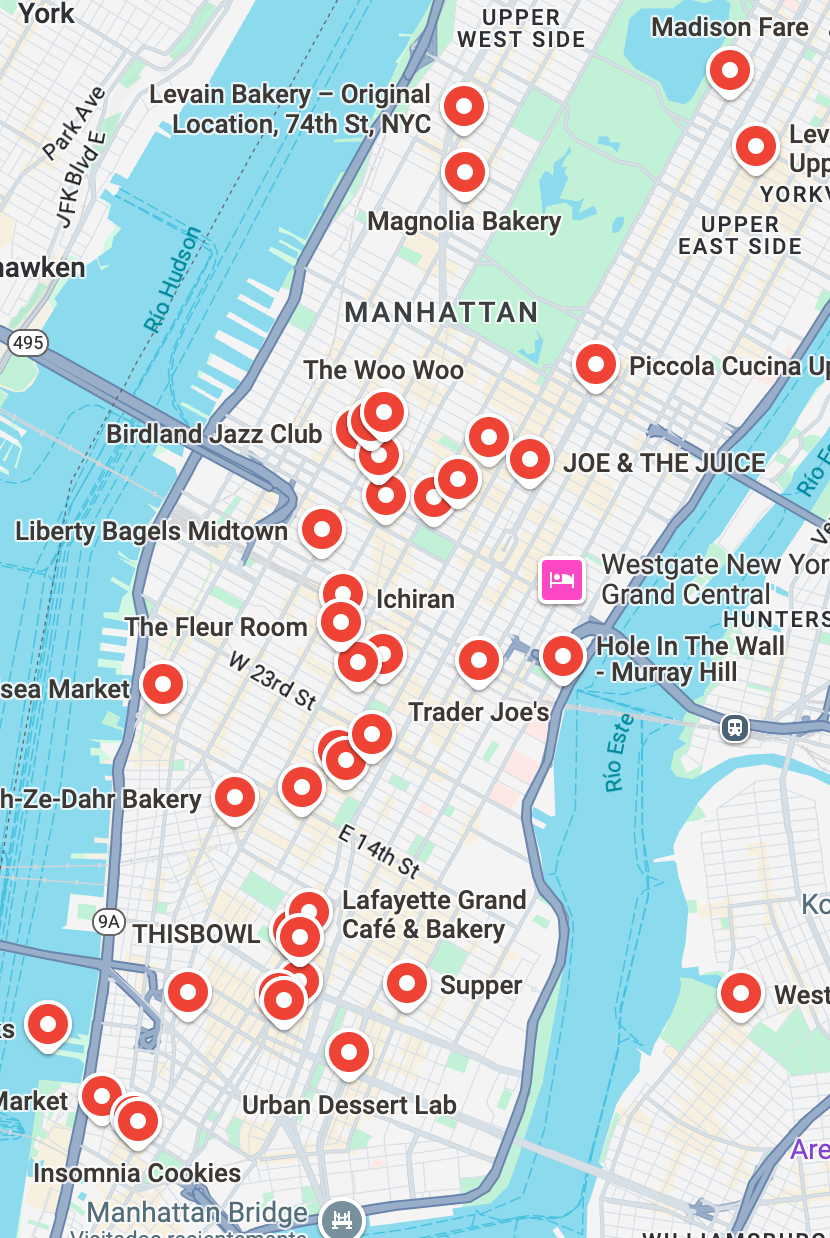 York
UPPER
WEST SIDE
Madison Fare
Park Ave
JFK Blvd E
Levain Bakery – Original
Location, 74th St, NYC
Lev
Upp
YORKV
Magnolia Bakery
UPPER
EAST SIDE
hawken
Río Hudson
MANHATTAN
495
The Woo Woo
Piccola Cucina Up
Birdland Jazz Club
JOE & THE JUICE
Río E
Liberty Bagels Midtown
Ve
Westgate New Yor
Grand Central
Ichiran
HUNTERS
The Fleur Room
Hole In The Wall
- Murray Hill
W 23rd St
sea Market
Trader Joe's
Río Este
h-Ze-Dahr Bakery
E 14th St
Lafayette Grand
Café & Bakery
Ko
9A
THISBOWL
Supper
West
ks
Market
Urban Dessert Lab
Are
Insomnia Cookies
Manhattan Bridge
Visitados recientemente
WILLIAMSBURG